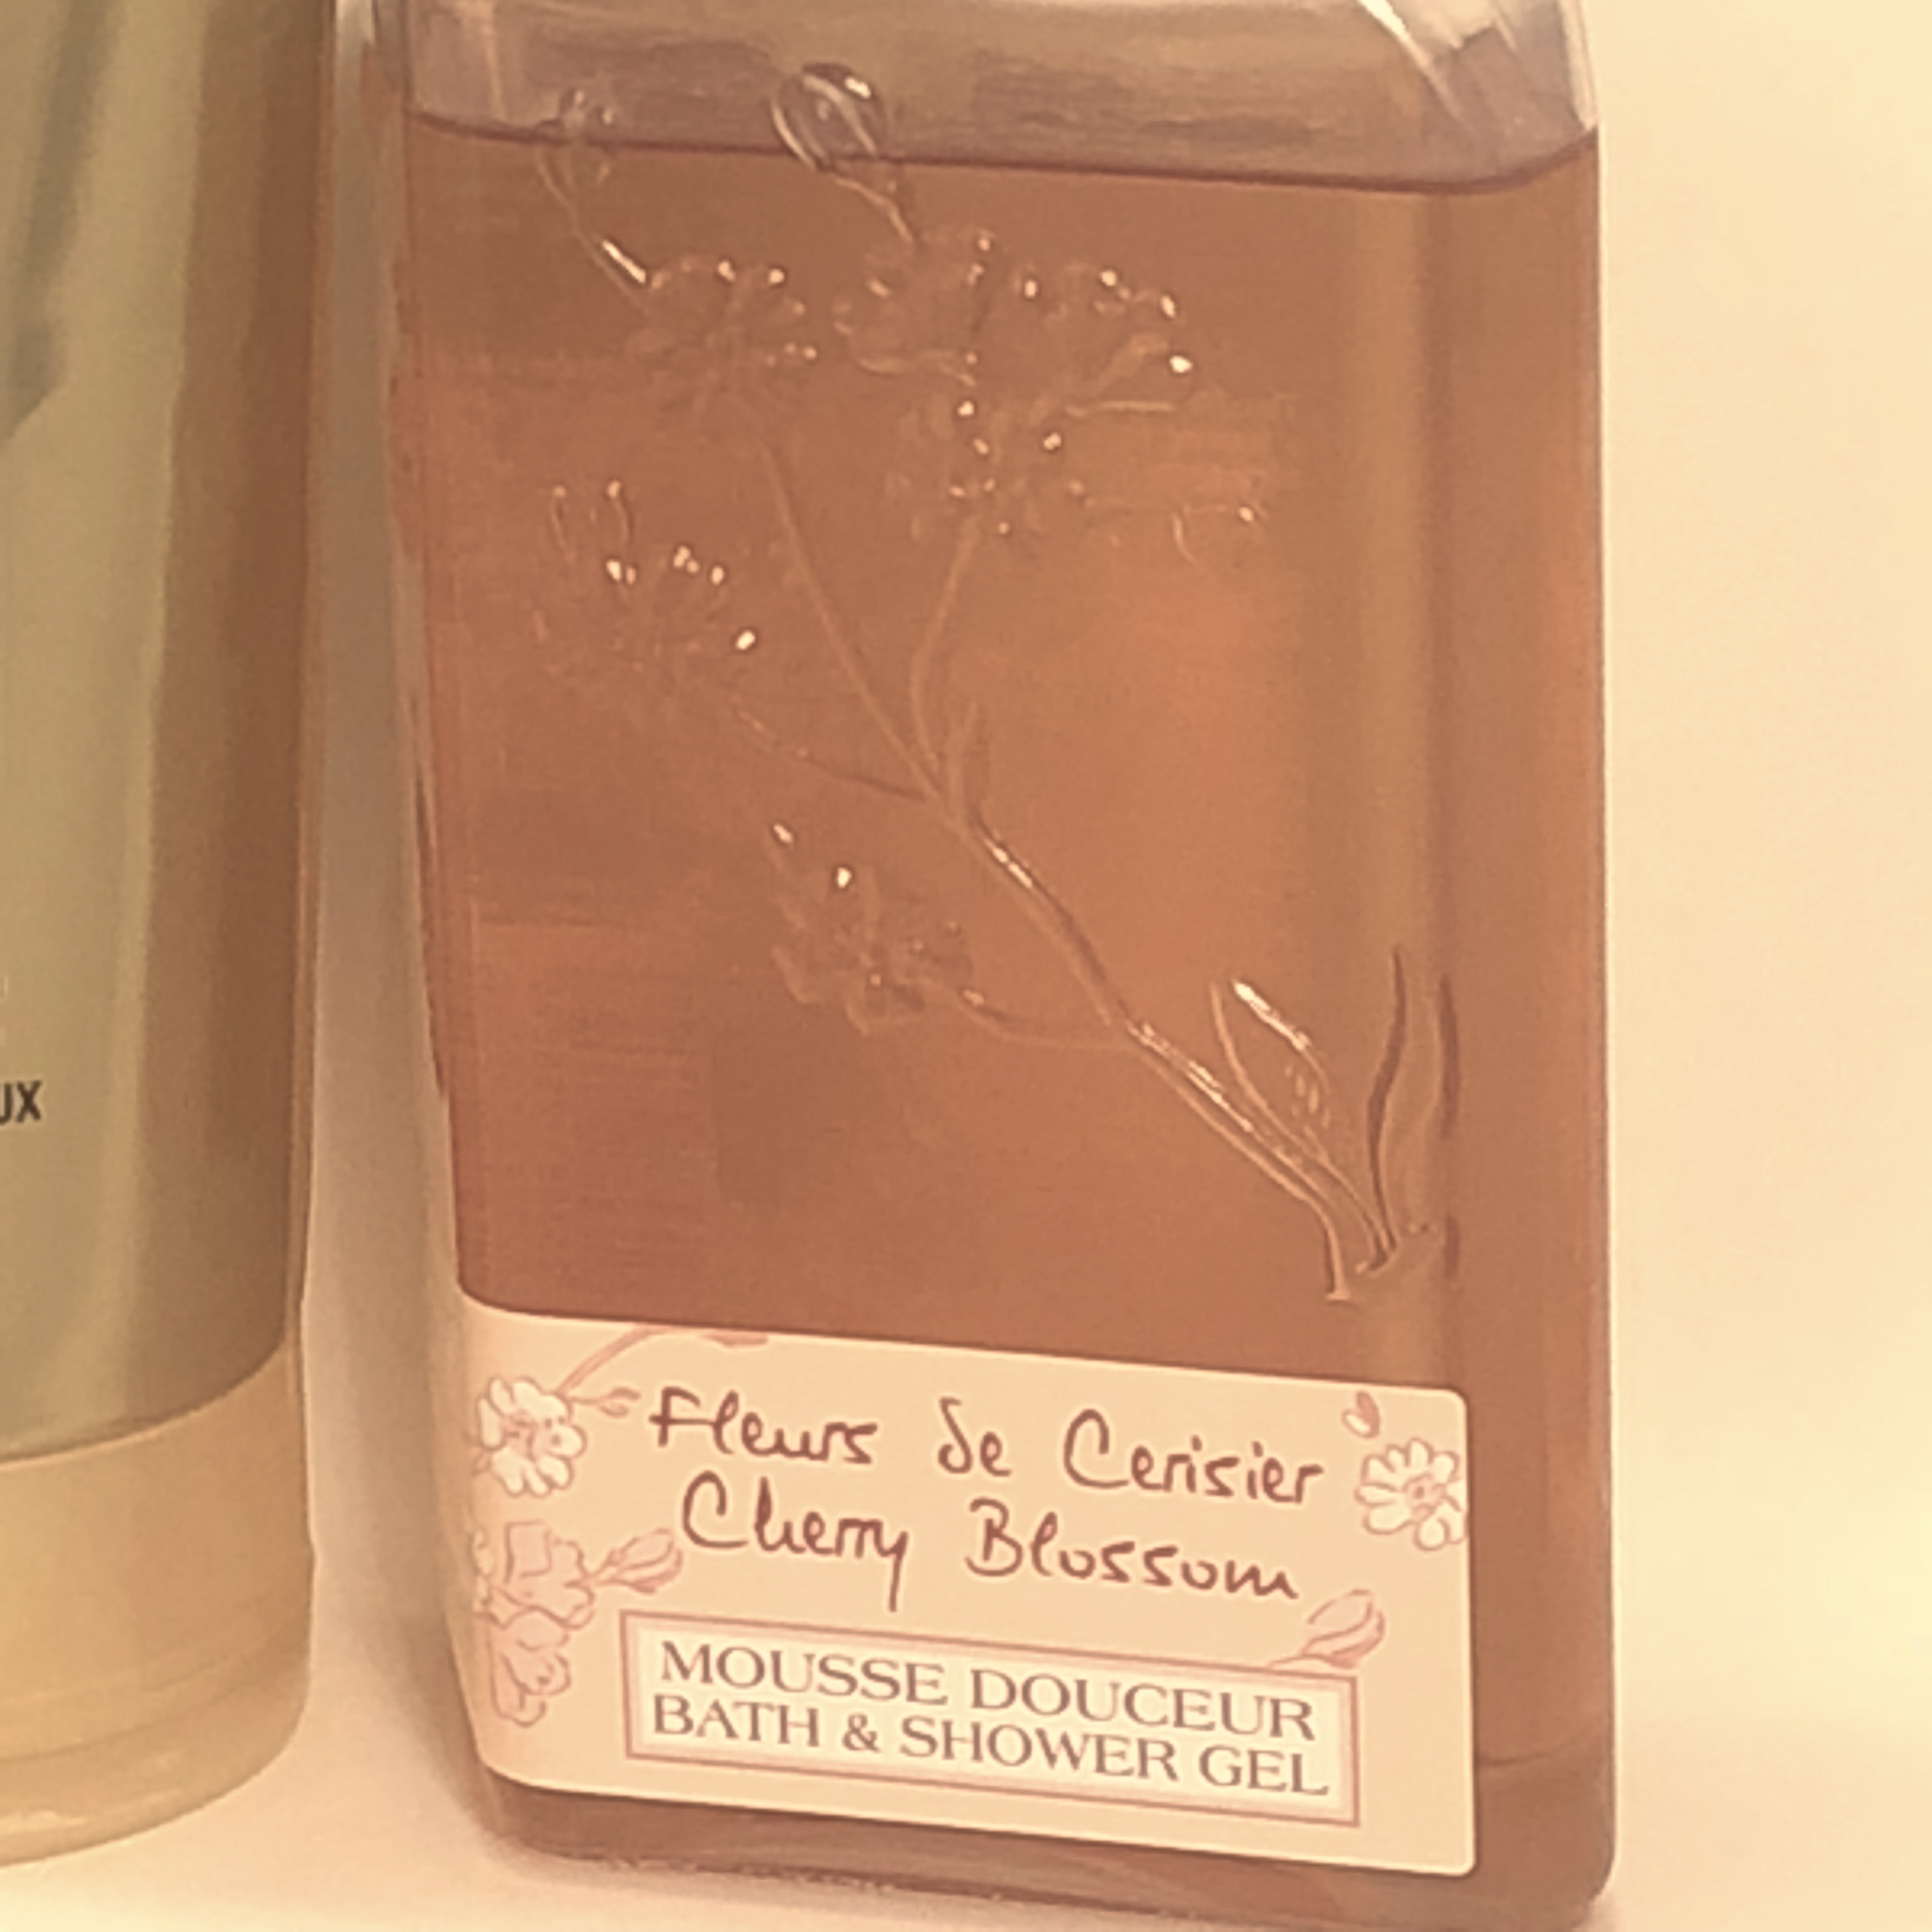 UX
Fleurs de Cerisier
Cherry Blossom
MOUSSE DOUCEUR
BATH & SHOWER GEL